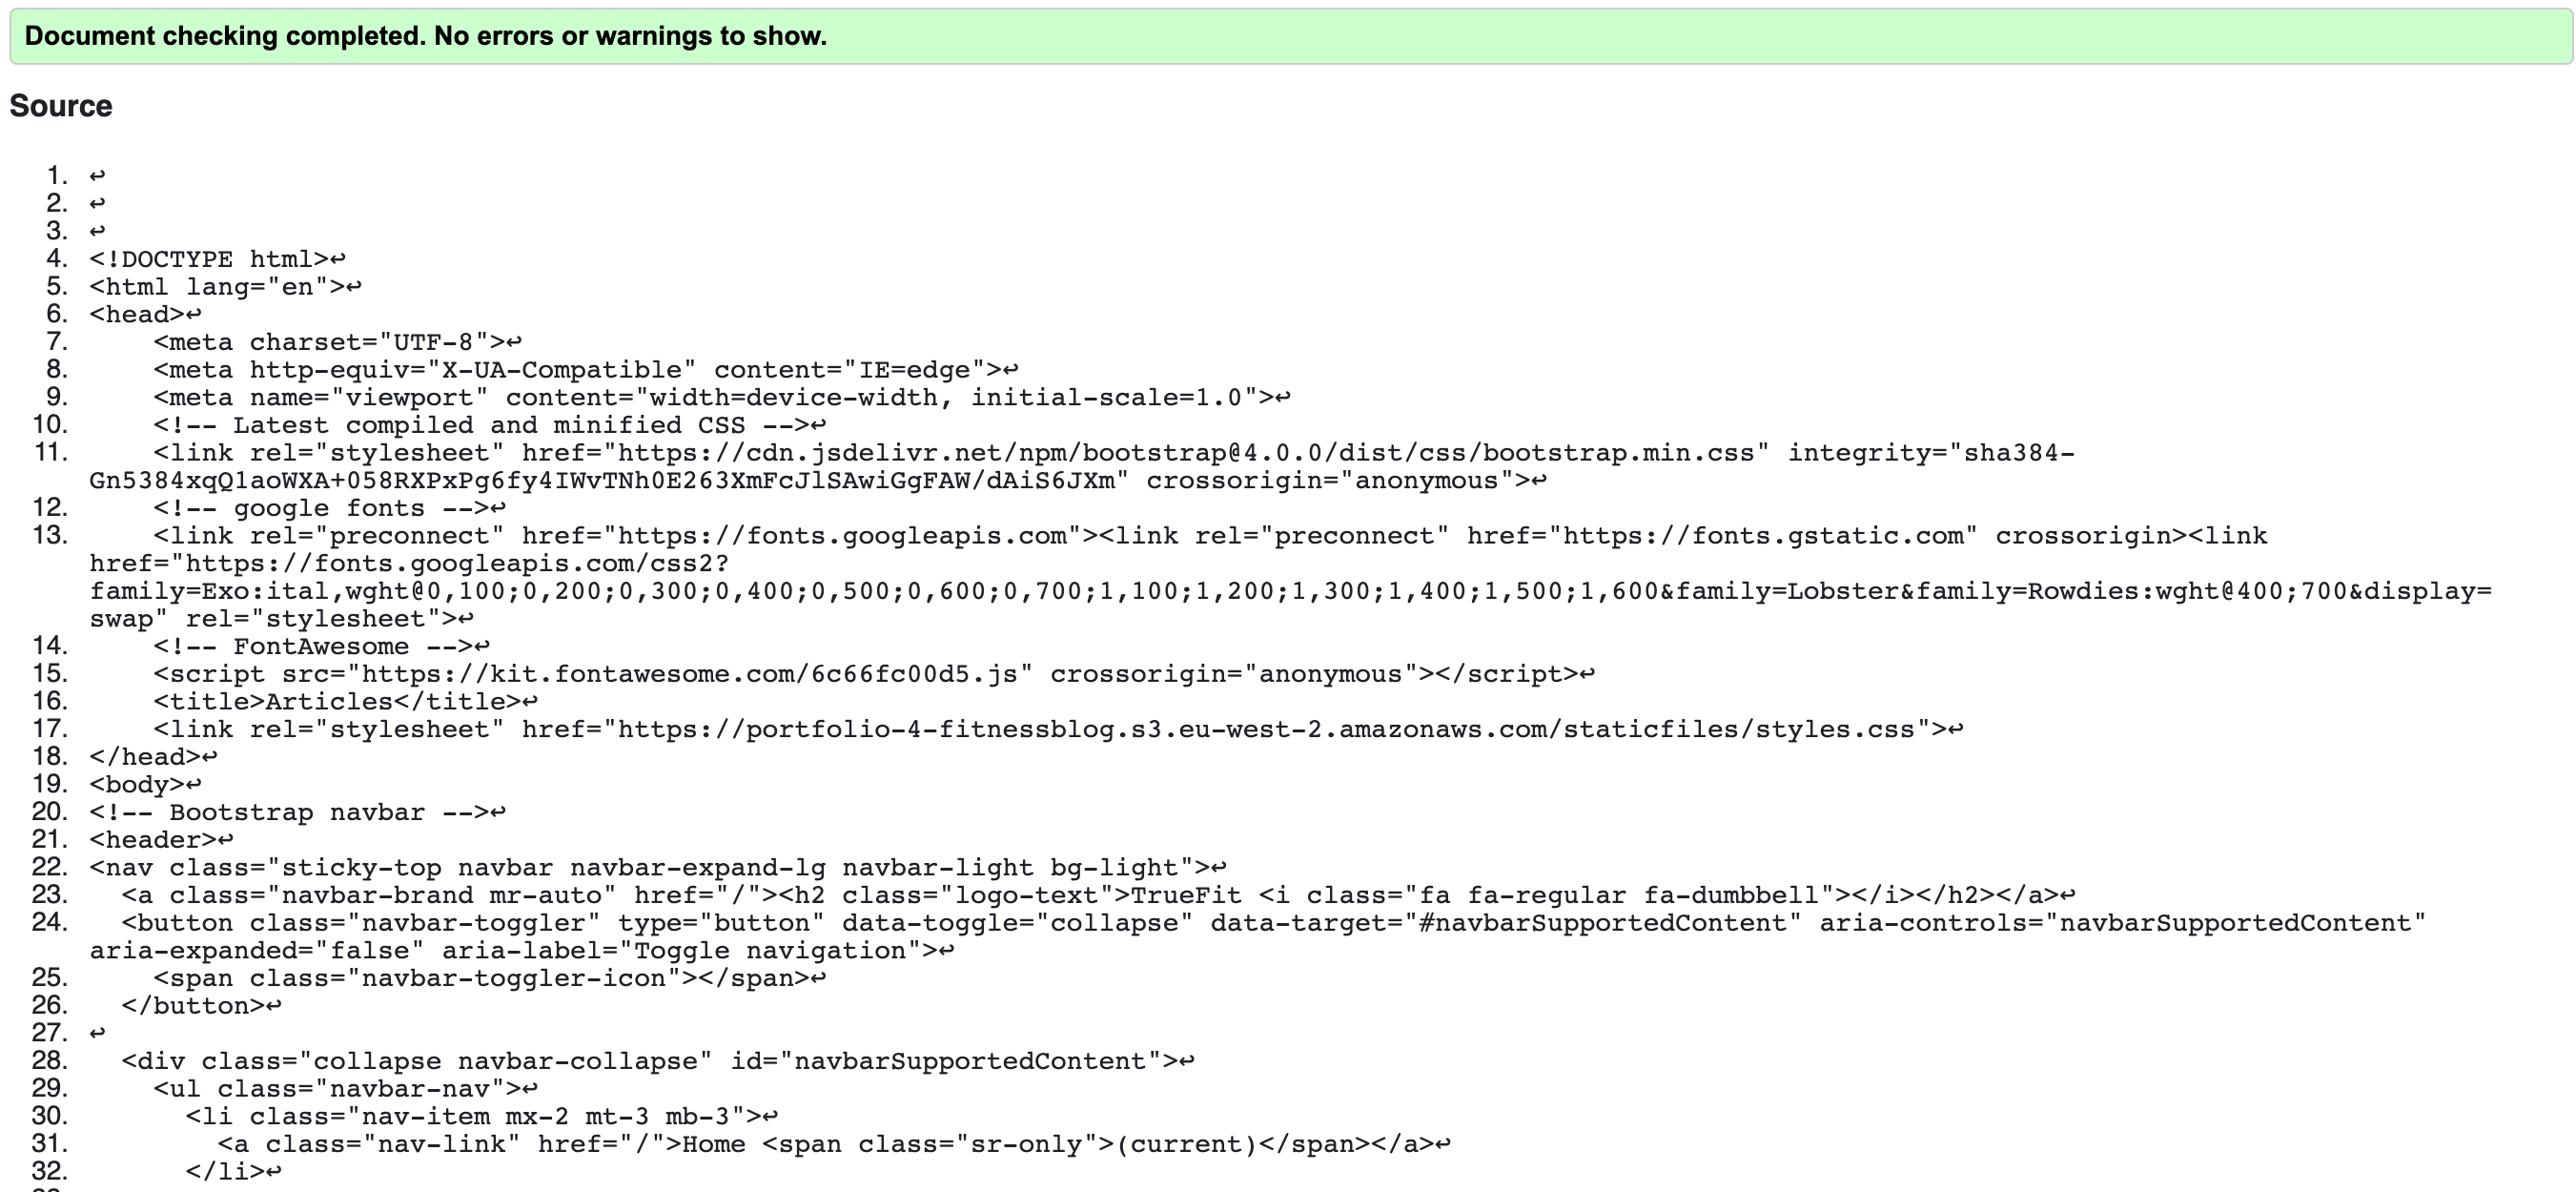 Document checking completed. No errors or warnings to show.
Source
1. ↩
2. ↩
3. ↩
4. <!DOCTYPE html>↩
5. <html lang="en">↩
6. <head>↩
7.     <meta charset="UTF-8">↩
8.     <meta http-equiv="X-UA-Compatible" content="IE=edge">↩
9.     <meta name="viewport" content="width=device-width, initial-scale=1.0">↩
10.     <!-- Latest compiled and minified CSS -->↩
11.     <link rel="stylesheet" href="https://cdn.jsdelivr.net/npm/bootstrap@4.0.0/dist/css/bootstrap.min.css" integrity="sha384-
Gn5384xqQ1aoWXA+058RXPxPg6fy4IWvTNh0E263XmFcJlSAwiGgFAW/dAiS6JXm" crossorigin="anonymous">↩
12.     <!-- google fonts -->↩
13.     <link rel="preconnect" href="https://fonts.googleapis.com"><link rel="preconnect" href="https://fonts.gstatic.com" crossorigin><link
href="https://fonts.googleapis.com/css2?
family=Exo:ital,wght@0,100;0,200;0,300;0,400;0,500;0,600;0,700;1,100;1,200;1,300;1,400;1,500;1,600&family=Lobster&family=Rowdies:wght@400;700&display=
swap" rel="stylesheet">↩
14.     <!-- FontAwesome -->↩
15.     <script src="https://kit.fontawesome.com/6c66fc00d5.js" crossorigin="anonymous"></script>↩
16.     <title>Articles</title>↩
17.     <link rel="stylesheet" href="https://portfolio-4-fitnessblog.s3.eu-west-2.amazonaws.com/staticfiles/styles.css">↩
18. </head>↩
19. <body>↩
20. <!-- Bootstrap navbar -->↩
21. <header>↩
22. <nav class="sticky-top navbar navbar-expand-lg navbar-light bg-light">↩
23.   <a class="navbar-brand mr-auto" href="/"><h2 class="logo-text">TrueFit <i class="fa fa-regular fa-dumbbell"></i></h2></a>↩
24.   <button class="navbar-toggler" type="button" data-toggle="collapse" data-target="#navbarSupportedContent" aria-controls="navbarSupportedContent"
aria-expanded="false" aria-label="Toggle navigation">↩
25.     <span class="navbar-toggler-icon"></span>↩
26.   </button>↩
27. ↩
28.   <div class="collapse navbar-collapse" id="navbarSupportedContent">↩
29.     <ul class="navbar-nav">↩
30.       <li class="nav-item mx-2 mt-3 mb-3">↩
31.         <a class="nav-link" href="/">Home <span class="sr-only">(current)</span></a>↩
32.       </li>↩